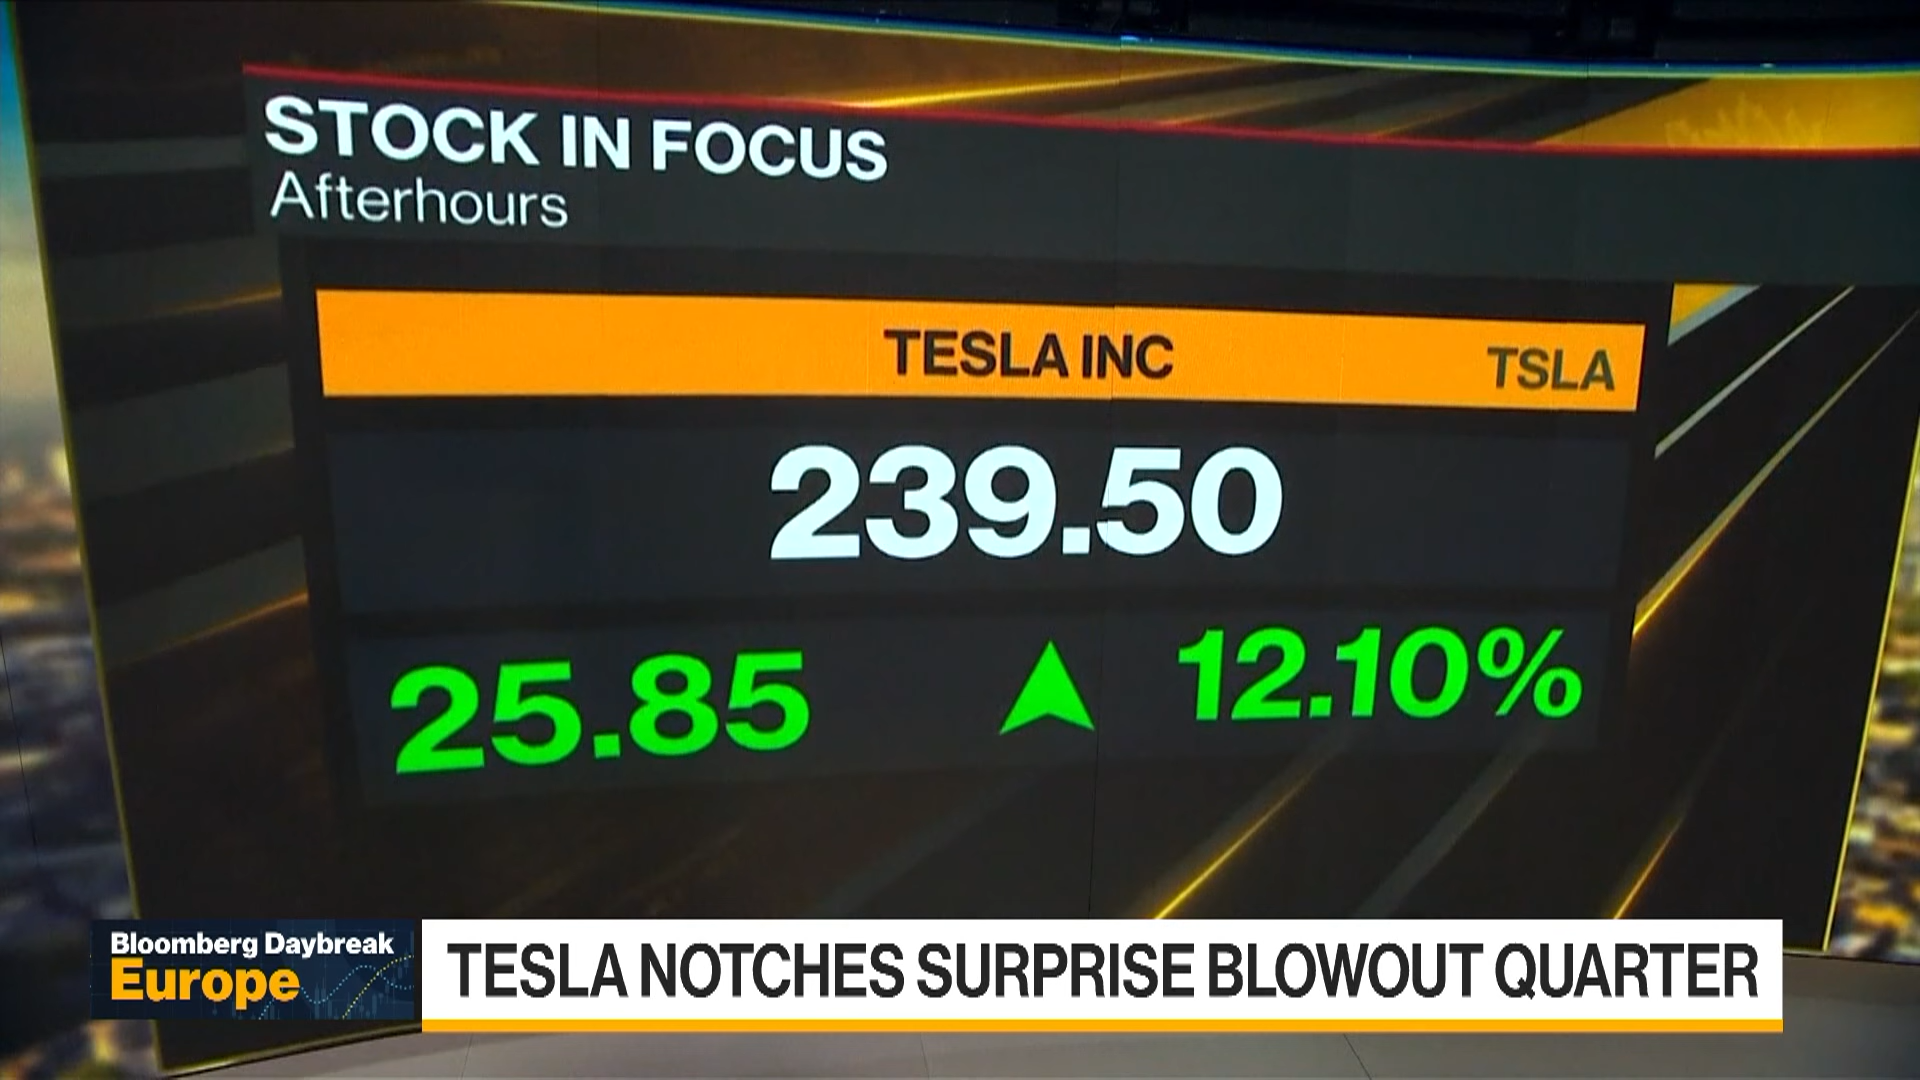 STOCK IN FOCUS
Afterhours
TESLA INC TSLA
239.50
25.85 ▲ 12.10%
Bloomberg Daybreak
Europe
TESLA NOTCHES SURPRISE BLOWOUT QUARTER